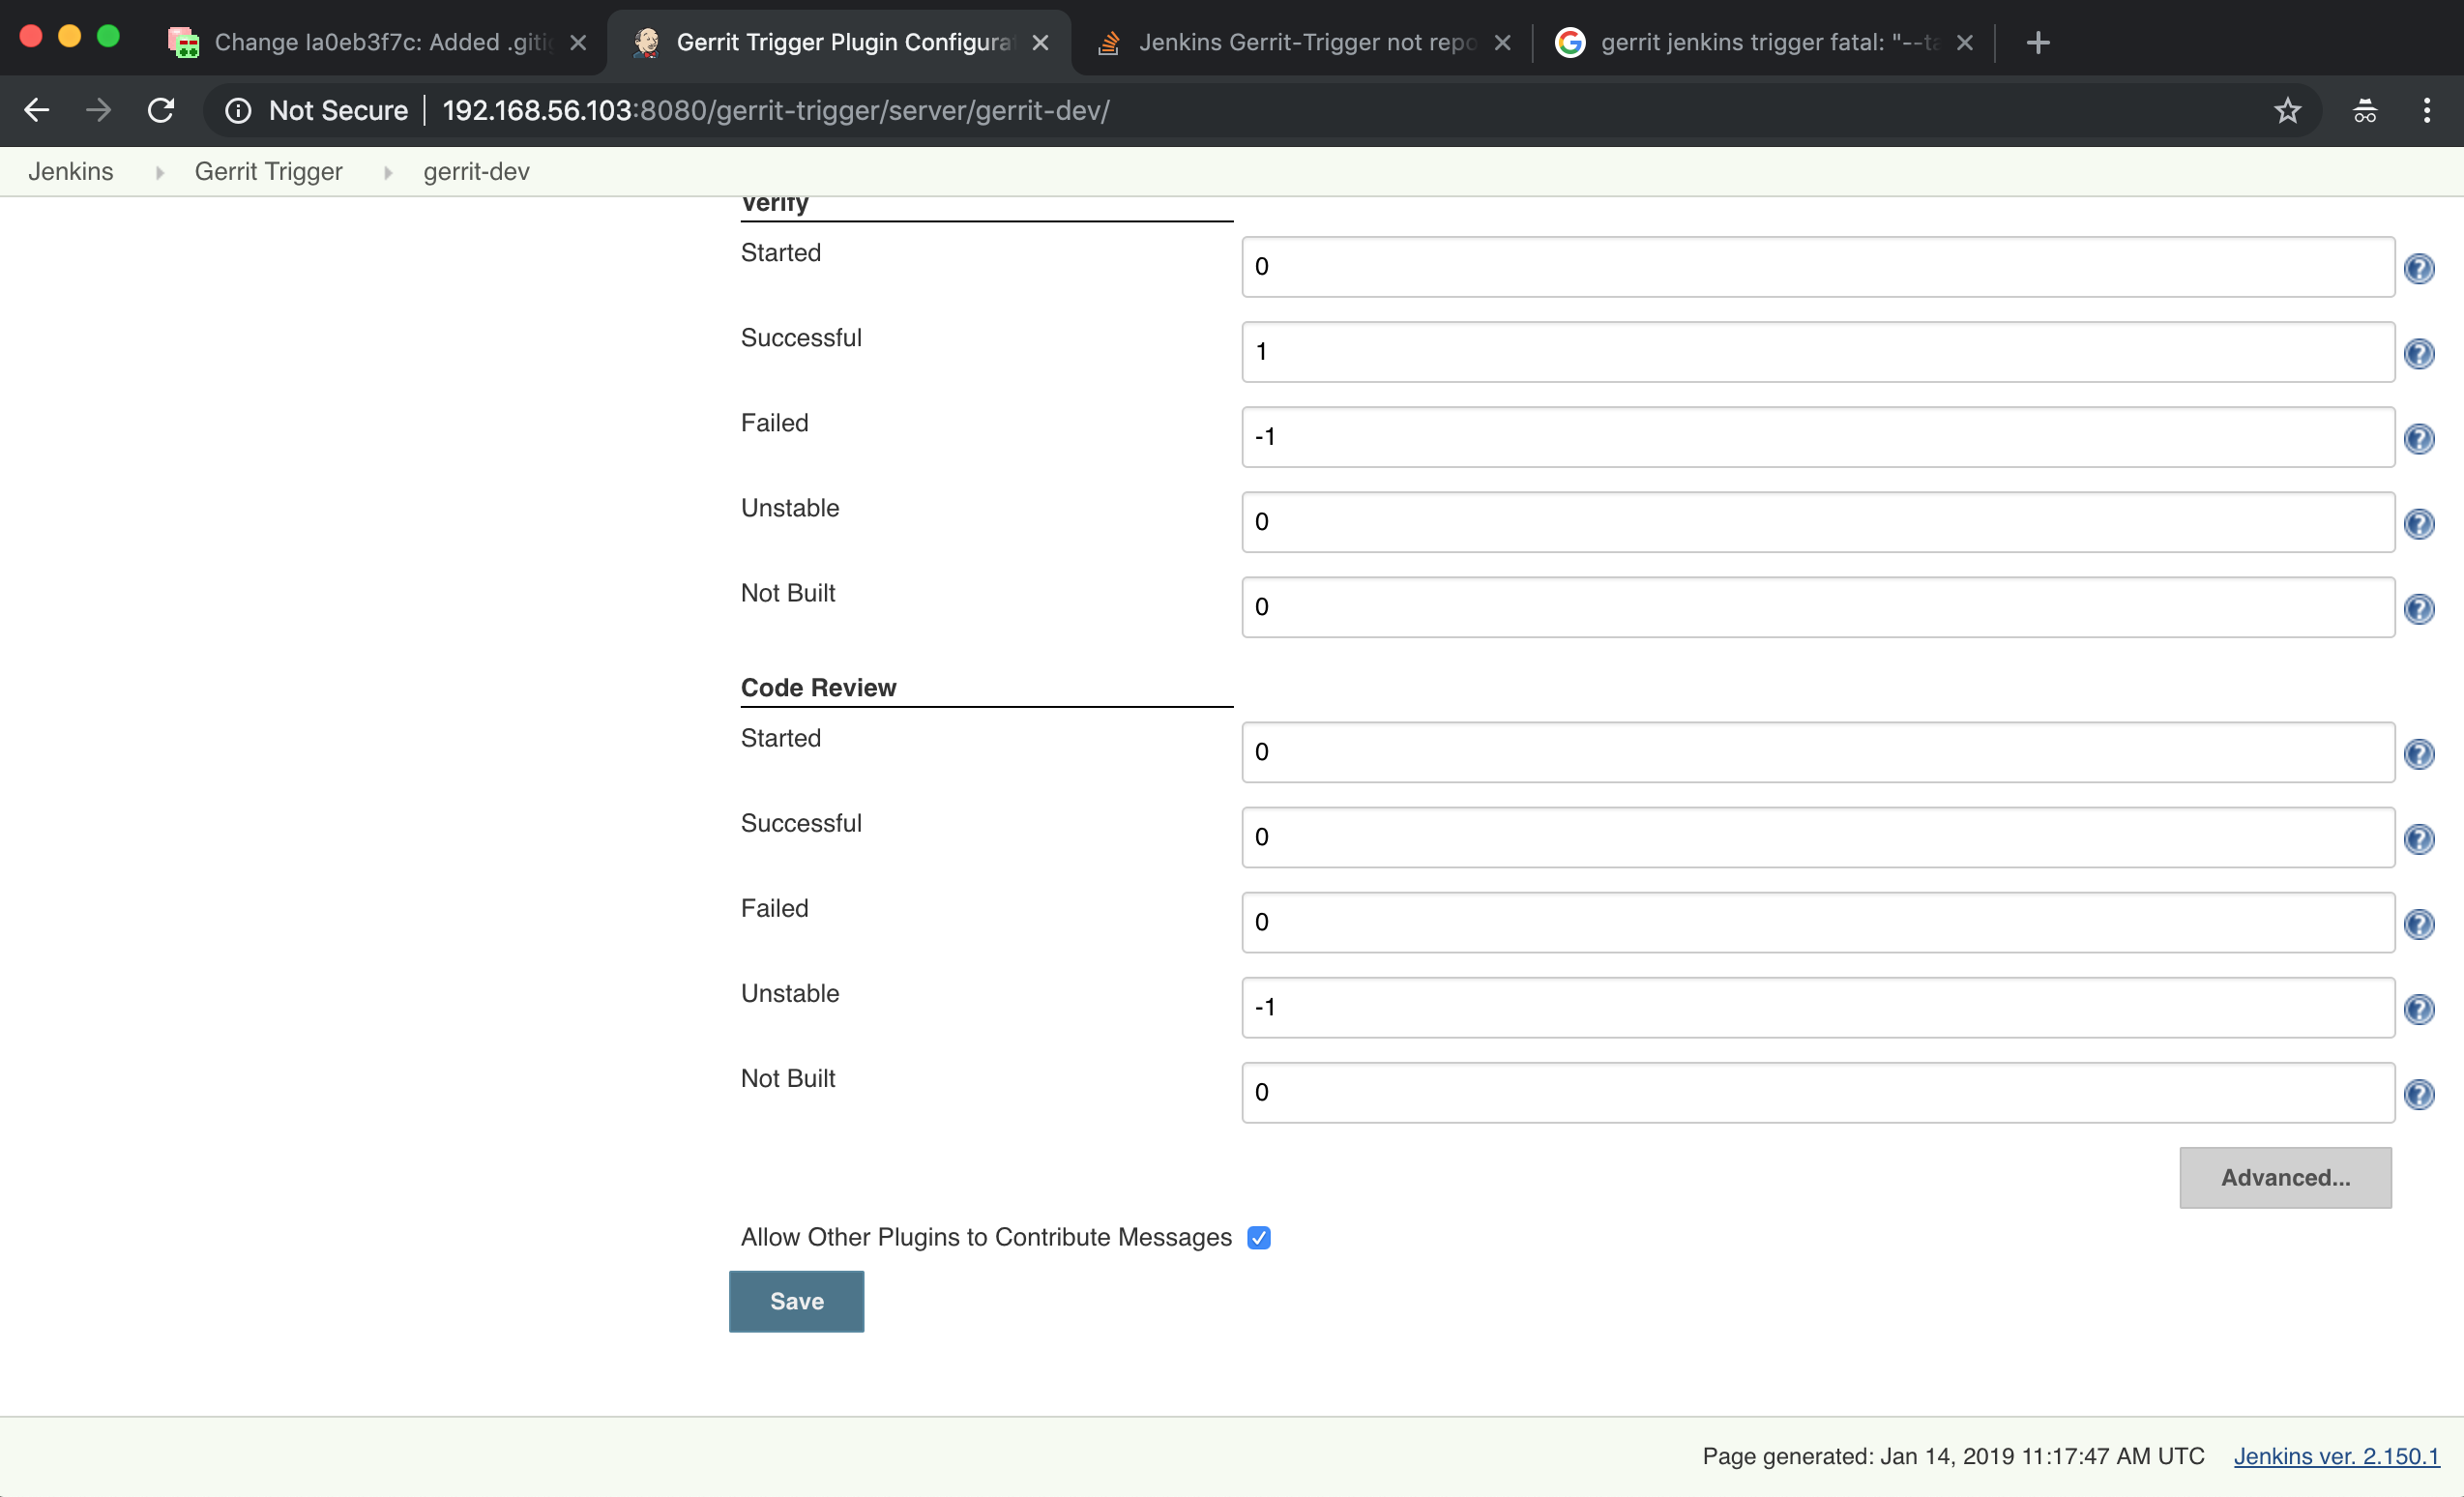 Change Ia0eb3f7c: Added .giti
Gerrit Trigger Plugin Configura
Jenkins Gerrit-Trigger not repo
gerrit jenkins trigger fatal: "--ta
Not Secure | 192.168.56.103:8080/gerrit-trigger/server/gerrit-dev/
Jenkins Gerrit Trigger gerrit-dev
Verify
Started 0
Successful 1
Failed -1
Unstable 0
Not Built 0
Code Review
Started 0
Successful 0
Failed 0
Unstable -1
Not Built 0
Advanced...
Allow Other Plugins to Contribute Messages
Save
Page generated: Jan 14, 2019 11:17:47 AM UTC Jenkins ver. 2.150.1